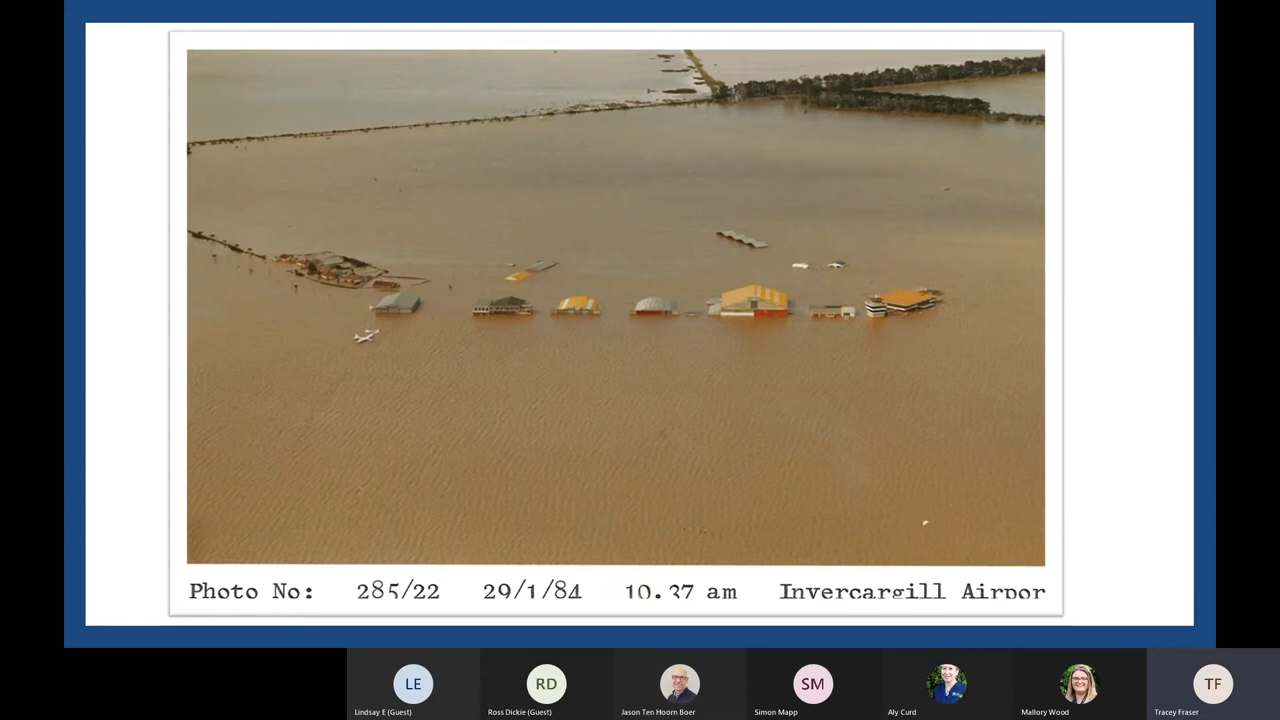 Photo No: 285/22 29/1/84 10.37 am Invercargill Airpor
LE
RD
SM
TF
Lindsay E (Guest)
Ross Dickie (Guest)
Jason Ten Hoorn Boer
Simon Mapp
Aly Curd
Mallory Wood
Tracey Fraser